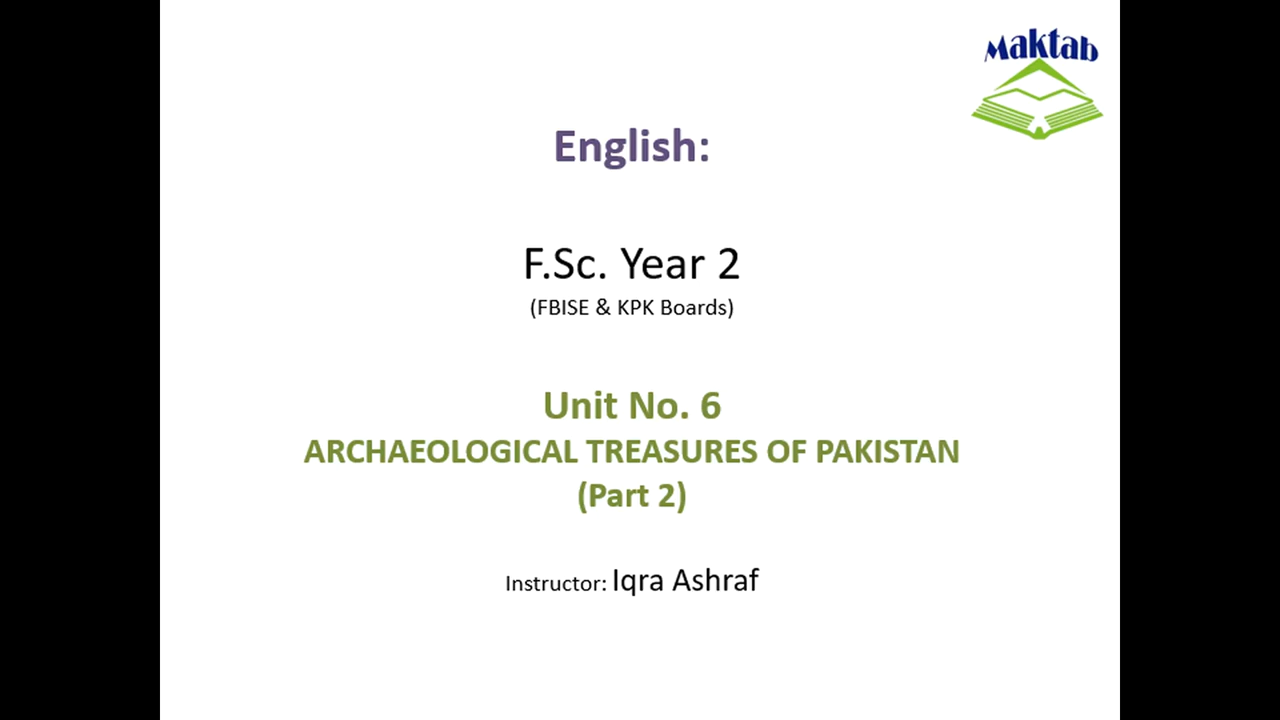 Maktab
English:
F.Sc. Year 2
(FBISE & KPK Boards)
Unit No. 6
ARCHAEOLOGICAL TREASURES OF PAKISTAN
(Part 2)
Instructor: Iqra Ashraf